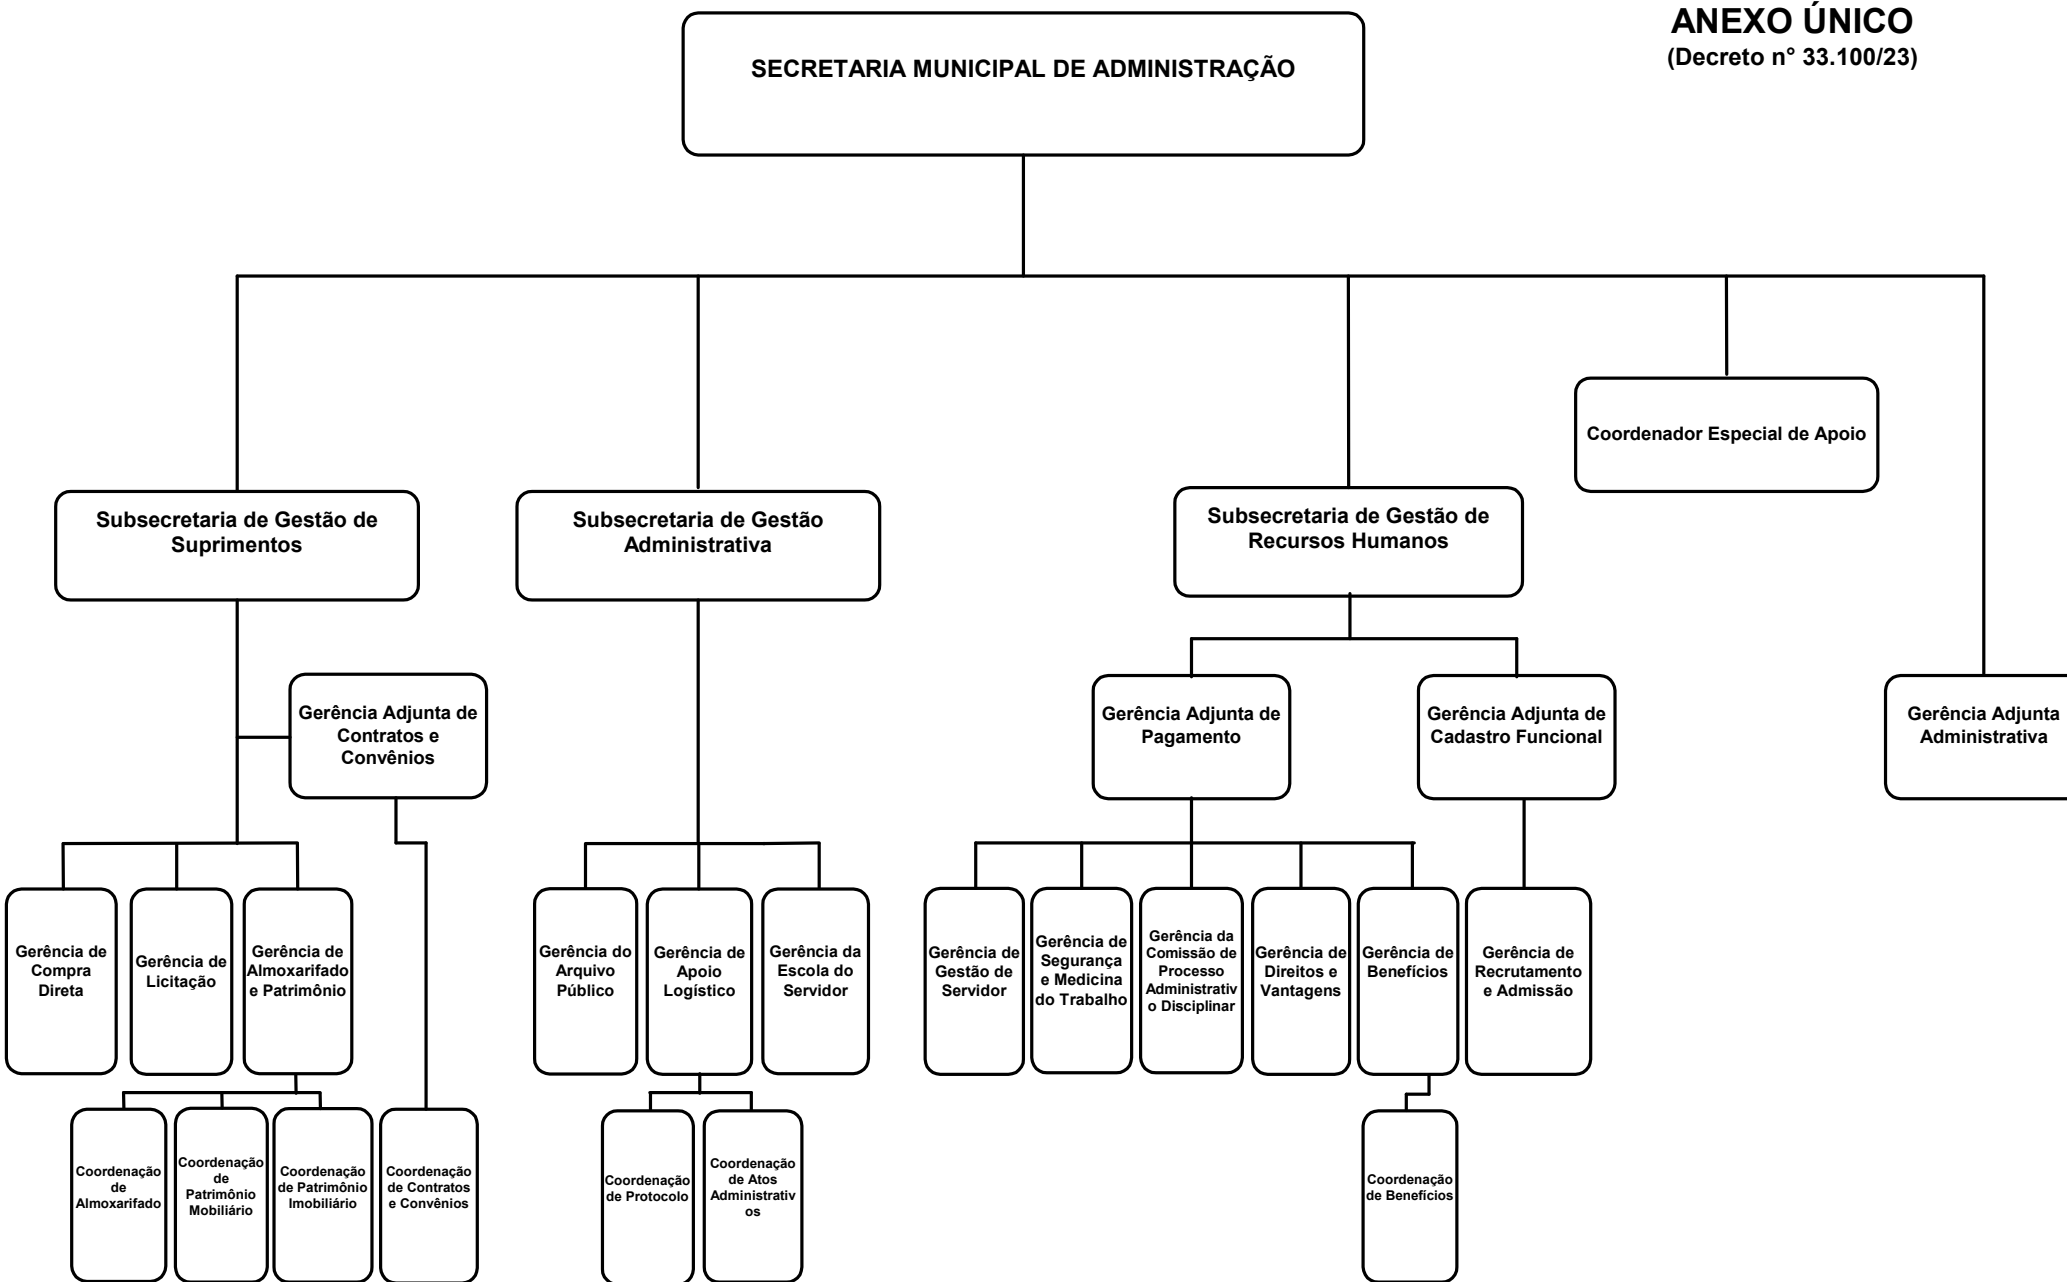 ANEXO ÚNICO
(Decreto n° 33.100/23)
SECRETARIA MUNICIPAL DE ADMINISTRAÇÃO
Coordenador Especial de Apoio
Subsecretaria de Gestão de
Suprimentos
Subsecretaria de Gestão
Administrativa
Subsecretaria de Gestão de
Recursos Humanos
Gerência Adjunta de
Contratos e
Convênios
Gerência Adjunta de
Pagamento
Gerência Adjunta de
Cadastro Funcional
Gerência Adjunta
Administrativa
Gerência de
Compra
Direta
Gerência de
Licitação
Gerência de
Almoxarifado
e Patrimônio
Gerência do
Arquivo
Público
Gerência de
Apoio
Logístico
Gerência da
Escola do
Servidor
Gerência de
Gestão de
Servidor
Gerência de
Segurança
e Medicina
do Trabalho
Gerência da
Comissão de
Processo
Administrativ
o Disciplinar
Gerência de
Direitos e
Vantagens
Gerência de
Benefícios
Gerência de
Recrutamento
e Admissão
Coordenação
de
Almoxarifado
Coordenação
de
Patrimônio
Mobiliário
Coordenação
de Patrimônio
Imobiliário
Coordenação
de Contratos
e Convênios
Coordenação
de Protocolo
Coordenação
de Atos
Administrativ
os
Coordenação
de Benefícios